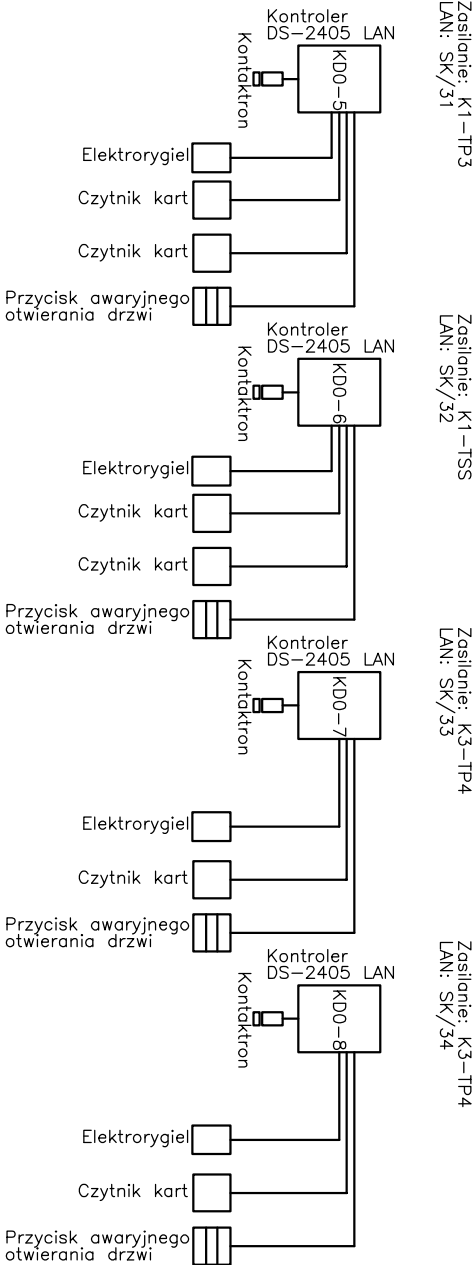 Zasilanie: K1-TP3
LAN: SK/31
Kontroler
DS-2405 LAN
KD0-5
Kontaktron
Elektrorygiel
Czytnik kart
Czytnik kart
Przycisk awaryjnego
otwierania drzwi
Zasilanie: K1-TSS
LAN: SK/32
Kontroler
DS-2405 LAN
KD0-6
Kontaktron
Elektrorygiel
Czytnik kart
Czytnik kart
Przycisk awaryjnego
otwierania drzwi
Zasilanie: K3-TP4
LAN: SK/33
Kontroler
DS-2405 LAN
KD0-7
Kontaktron
Elektrorygiel
Czytnik kart
Przycisk awaryjnego
otwierania drzwi
Zasilanie: K3-TP4
LAN: SK/34
Kontroler
DS-2405 LAN
KD0-8
Kontaktron
Elektrorygiel
Czytnik kart
Przycisk awaryjnego
otwierania drzwi